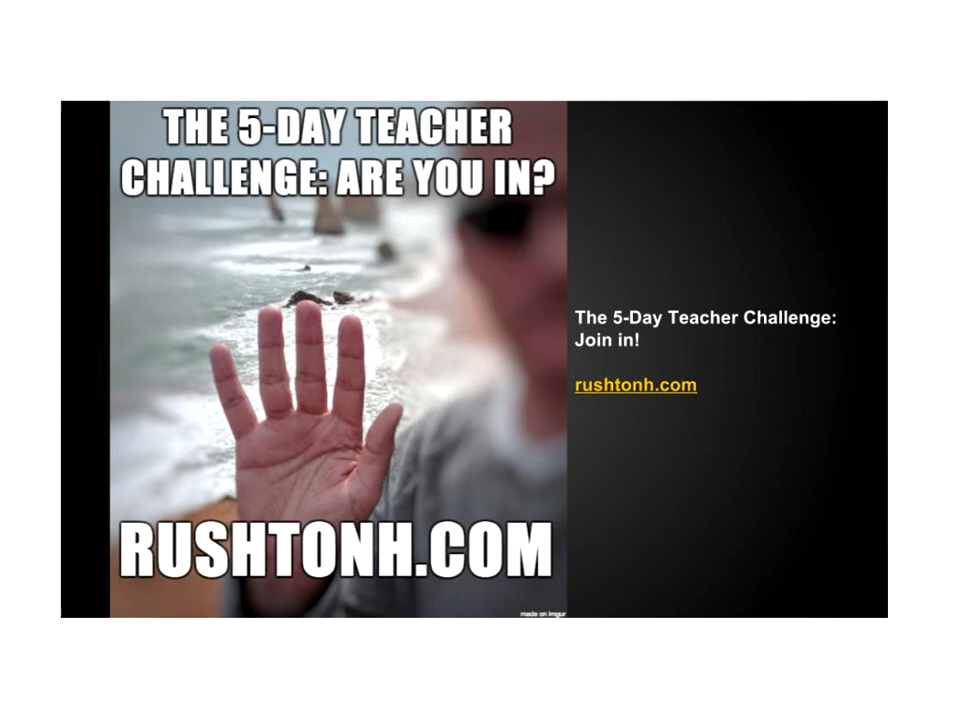 THE 5-DAY TEACHER
CHALLENGE: ARE YOU IN?
RUSHTONH.COM
made on imgur
The 5-Day Teacher Challenge:
Join in!
rushtonh.com